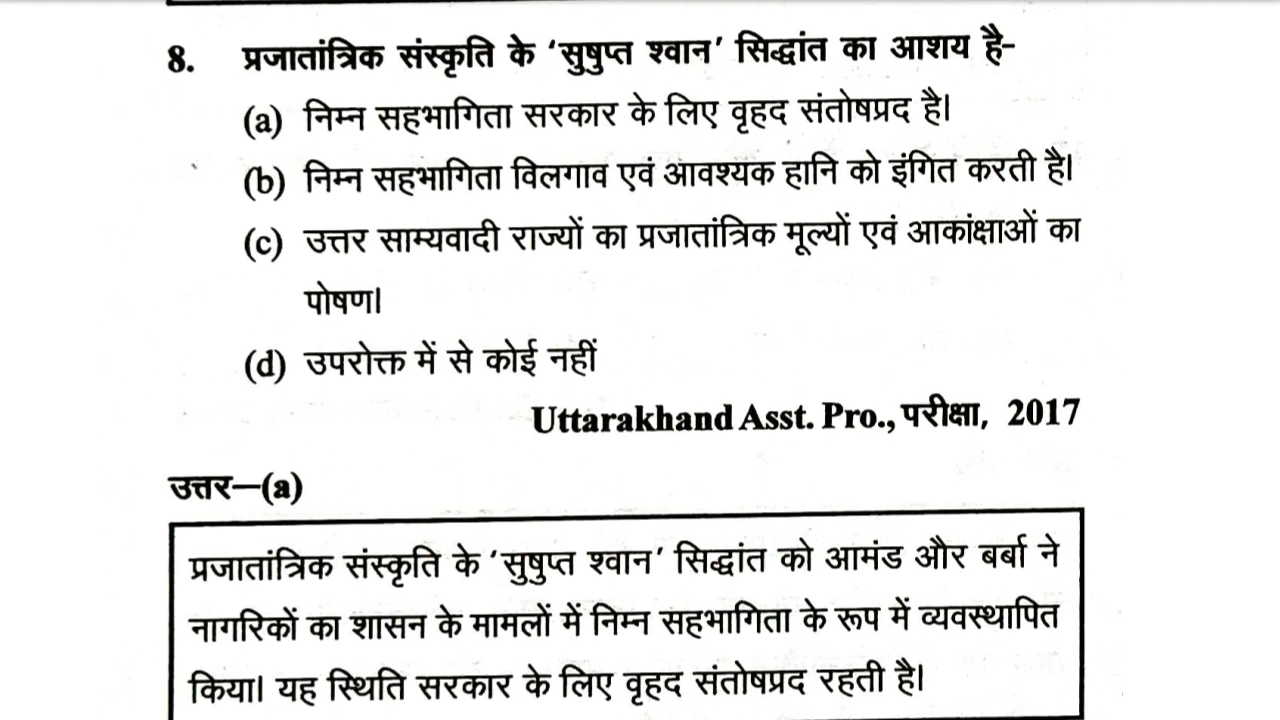 8. प्रजातांत्रिक संस्कृति के ‘सुषुप्त श्वान’ सिद्धांत का आशय है-
(a) निम्न सहभागिता सरकार के लिए वृहद संतोषप्रद है।
(b) निम्न सहभागिता विलगाव एवं आवश्यक हानि को इंगित करती है।
(c) उत्तर साम्यवादी राज्यों का प्रजातांत्रिक मूल्यों एवं आकांक्षाओं का
पोषण।
(d) उपरोक्त में से कोई नहीं
Uttarakhand Asst. Pro., परीक्षा, 2017
उत्तर—(a)
प्रजातांत्रिक संस्कृति के ‘सुषुप्त श्वान’ सिद्धांत को आमंड और बर्बा ने
नागरिकों का शासन के मामलों में निम्न सहभागिता के रूप में व्यवस्थापित
किया। यह स्थिति सरकार के लिए वृहद संतोषप्रद रहती है।